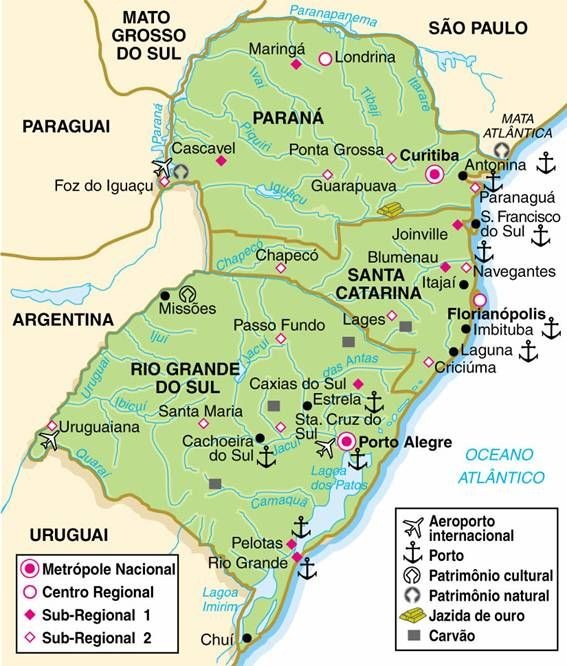 MATO
GROSSO
DO SUL
Paranapanema
SÃO PAULO
Maringá
Londrina
Ivaí
Tibaji
Itararé
PARAGUAI
Paraná
PARANÁ
Piquiri
MATA
ATLÂNTICA
Cascavel
Ponta Grossa
Curitiba
Antonina
Foz do Iguaçu
Iguaçu
Guarapuava
Paranaguá
S. Francisco
do Sul
Joinville
Chapecó
Chapecó
Blumenau
Navegantes
SANTA
CATARINA
Itajaí
Missões
ARGENTINA
Florianópolis
Lages
Imbituba
Passo Fundo
Ijuí
Jacuí
Laguna
Criciúma
das Antas
RIO GRANDE
DO SUL
Uruguai
Caxias do Sul
Estrela
Ibicuí
Santa Maria
Sta. Cruz do
Sul
Uruguaiana
Cachoeira
do Sul
Jacuí
Porto Alegre
Quaraí
Lagoa
dos Patos
OCEANO
ATLÂNTICO
Camaquã
URUGUAI
Pelotas
Rio Grande
Lagoa
Imirim
Chuí
Metrópole Nacional
Centro Regional
Sub-Regional 1
Sub-Regional 2
Aeroporto
internacional
Porto
Patrimônio cultural
Patrimônio natural
Jazida de ouro
Carvão